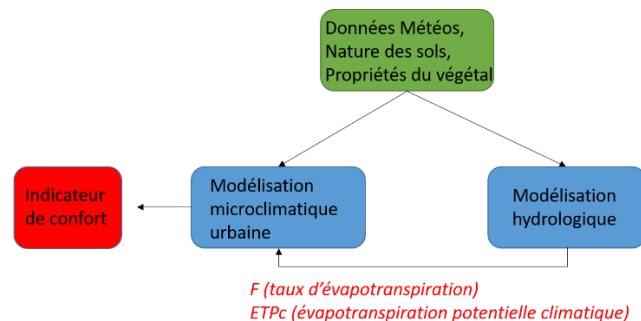 Données Météos,
Nature des sols,
Propriétés du végétal
Indicateur
de confort
Modélisation
microclimatique
urbaine
Modélisation
hydrologique
F (taux d'évapotranspiration)
ETPc (évapotranspiration potentielle climatique)